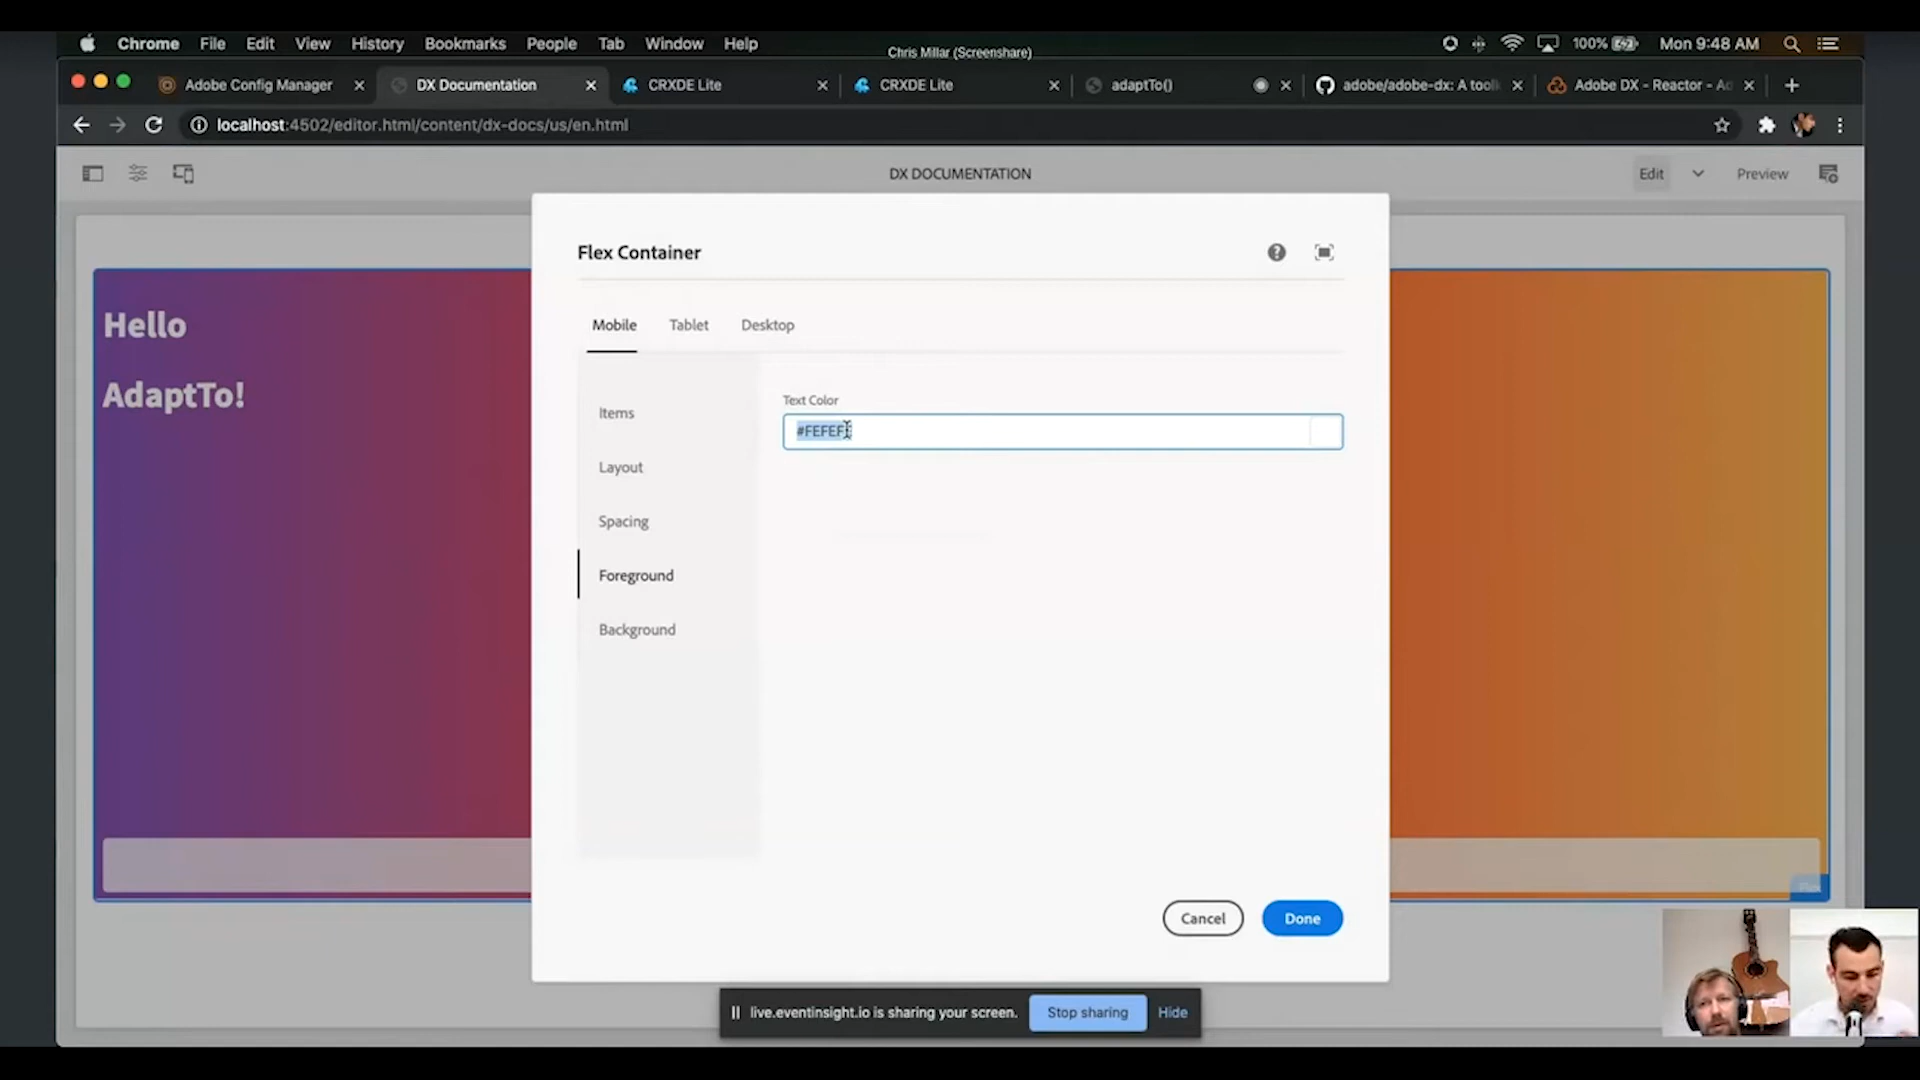 Chrome File Edit View History Bookmarks People Tab Window Help
Chris Millar (Screenshare)
100% Mon 9:48 AM
Adobe Config Manager
DX Documentation
CRXDE Lite
CRXDE Lite
adaptTo()
adobe/adobe-dx: A toolk
Adobe DX - Reactor - Ad
localhost:4502/editor.html/content/dx-docs/us/en.html
DX DOCUMENTATION
Edit
Preview
Hello
AdaptTo!
Flex Container
Mobile Tablet Desktop
Items
Layout
Spacing
Foreground
Background
Text Color
#FEFEF
Cancel
Done
Flex
live.eventinsight.io is sharing your screen.
Stop sharing
Hide